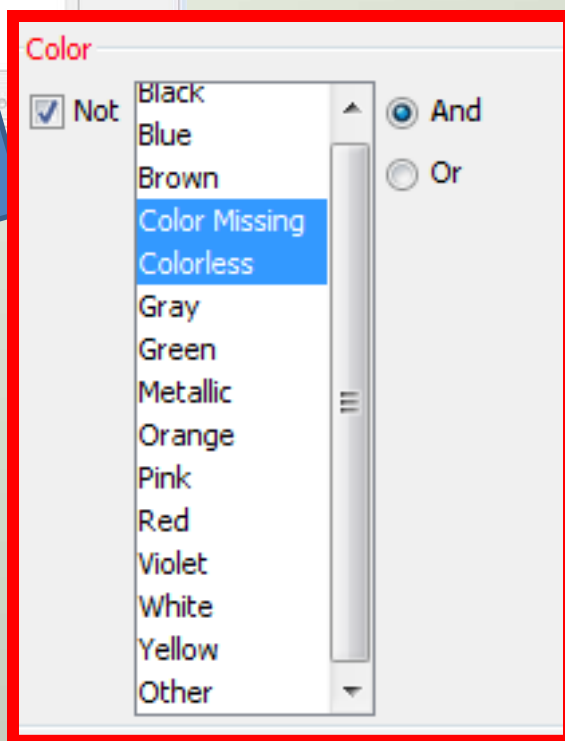 Color
Not
Black
And
Blue
Brown
Or
Color Missing
Colorless
Gray
Green
Metallic
Orange
Pink
Red
Violet
White
Yellow
Other